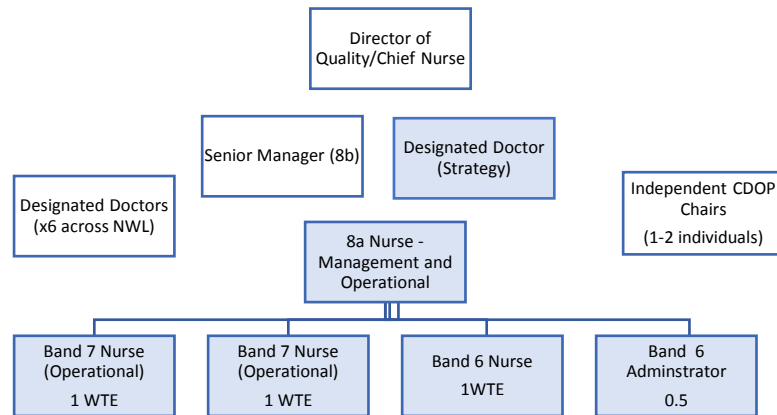 Director of
Quality/Chief Nurse
Senior Manager (8b)
Designated Doctor
(Strategy)
Designated Doctors
(x6 across NWL)
Independent CDOP
Chairs
(1-2 individuals)
8a Nurse -
Management and
Operational
Band 7 Nurse
(Operational)
1 WTE
Band 7 Nurse
(Operational)
1 WTE
Band 6 Nurse
1WTE
Band  6
Adminstrator
0.5